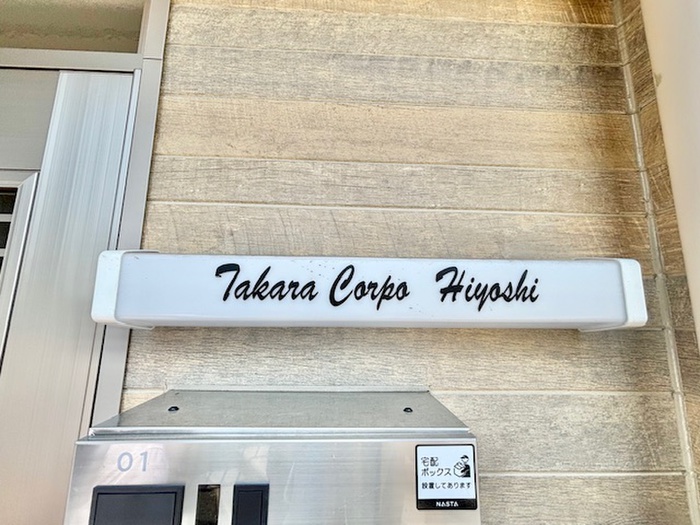 Takara Corpo Hiyoshi
01
宅配
ボックス
設置してあります
NASTA